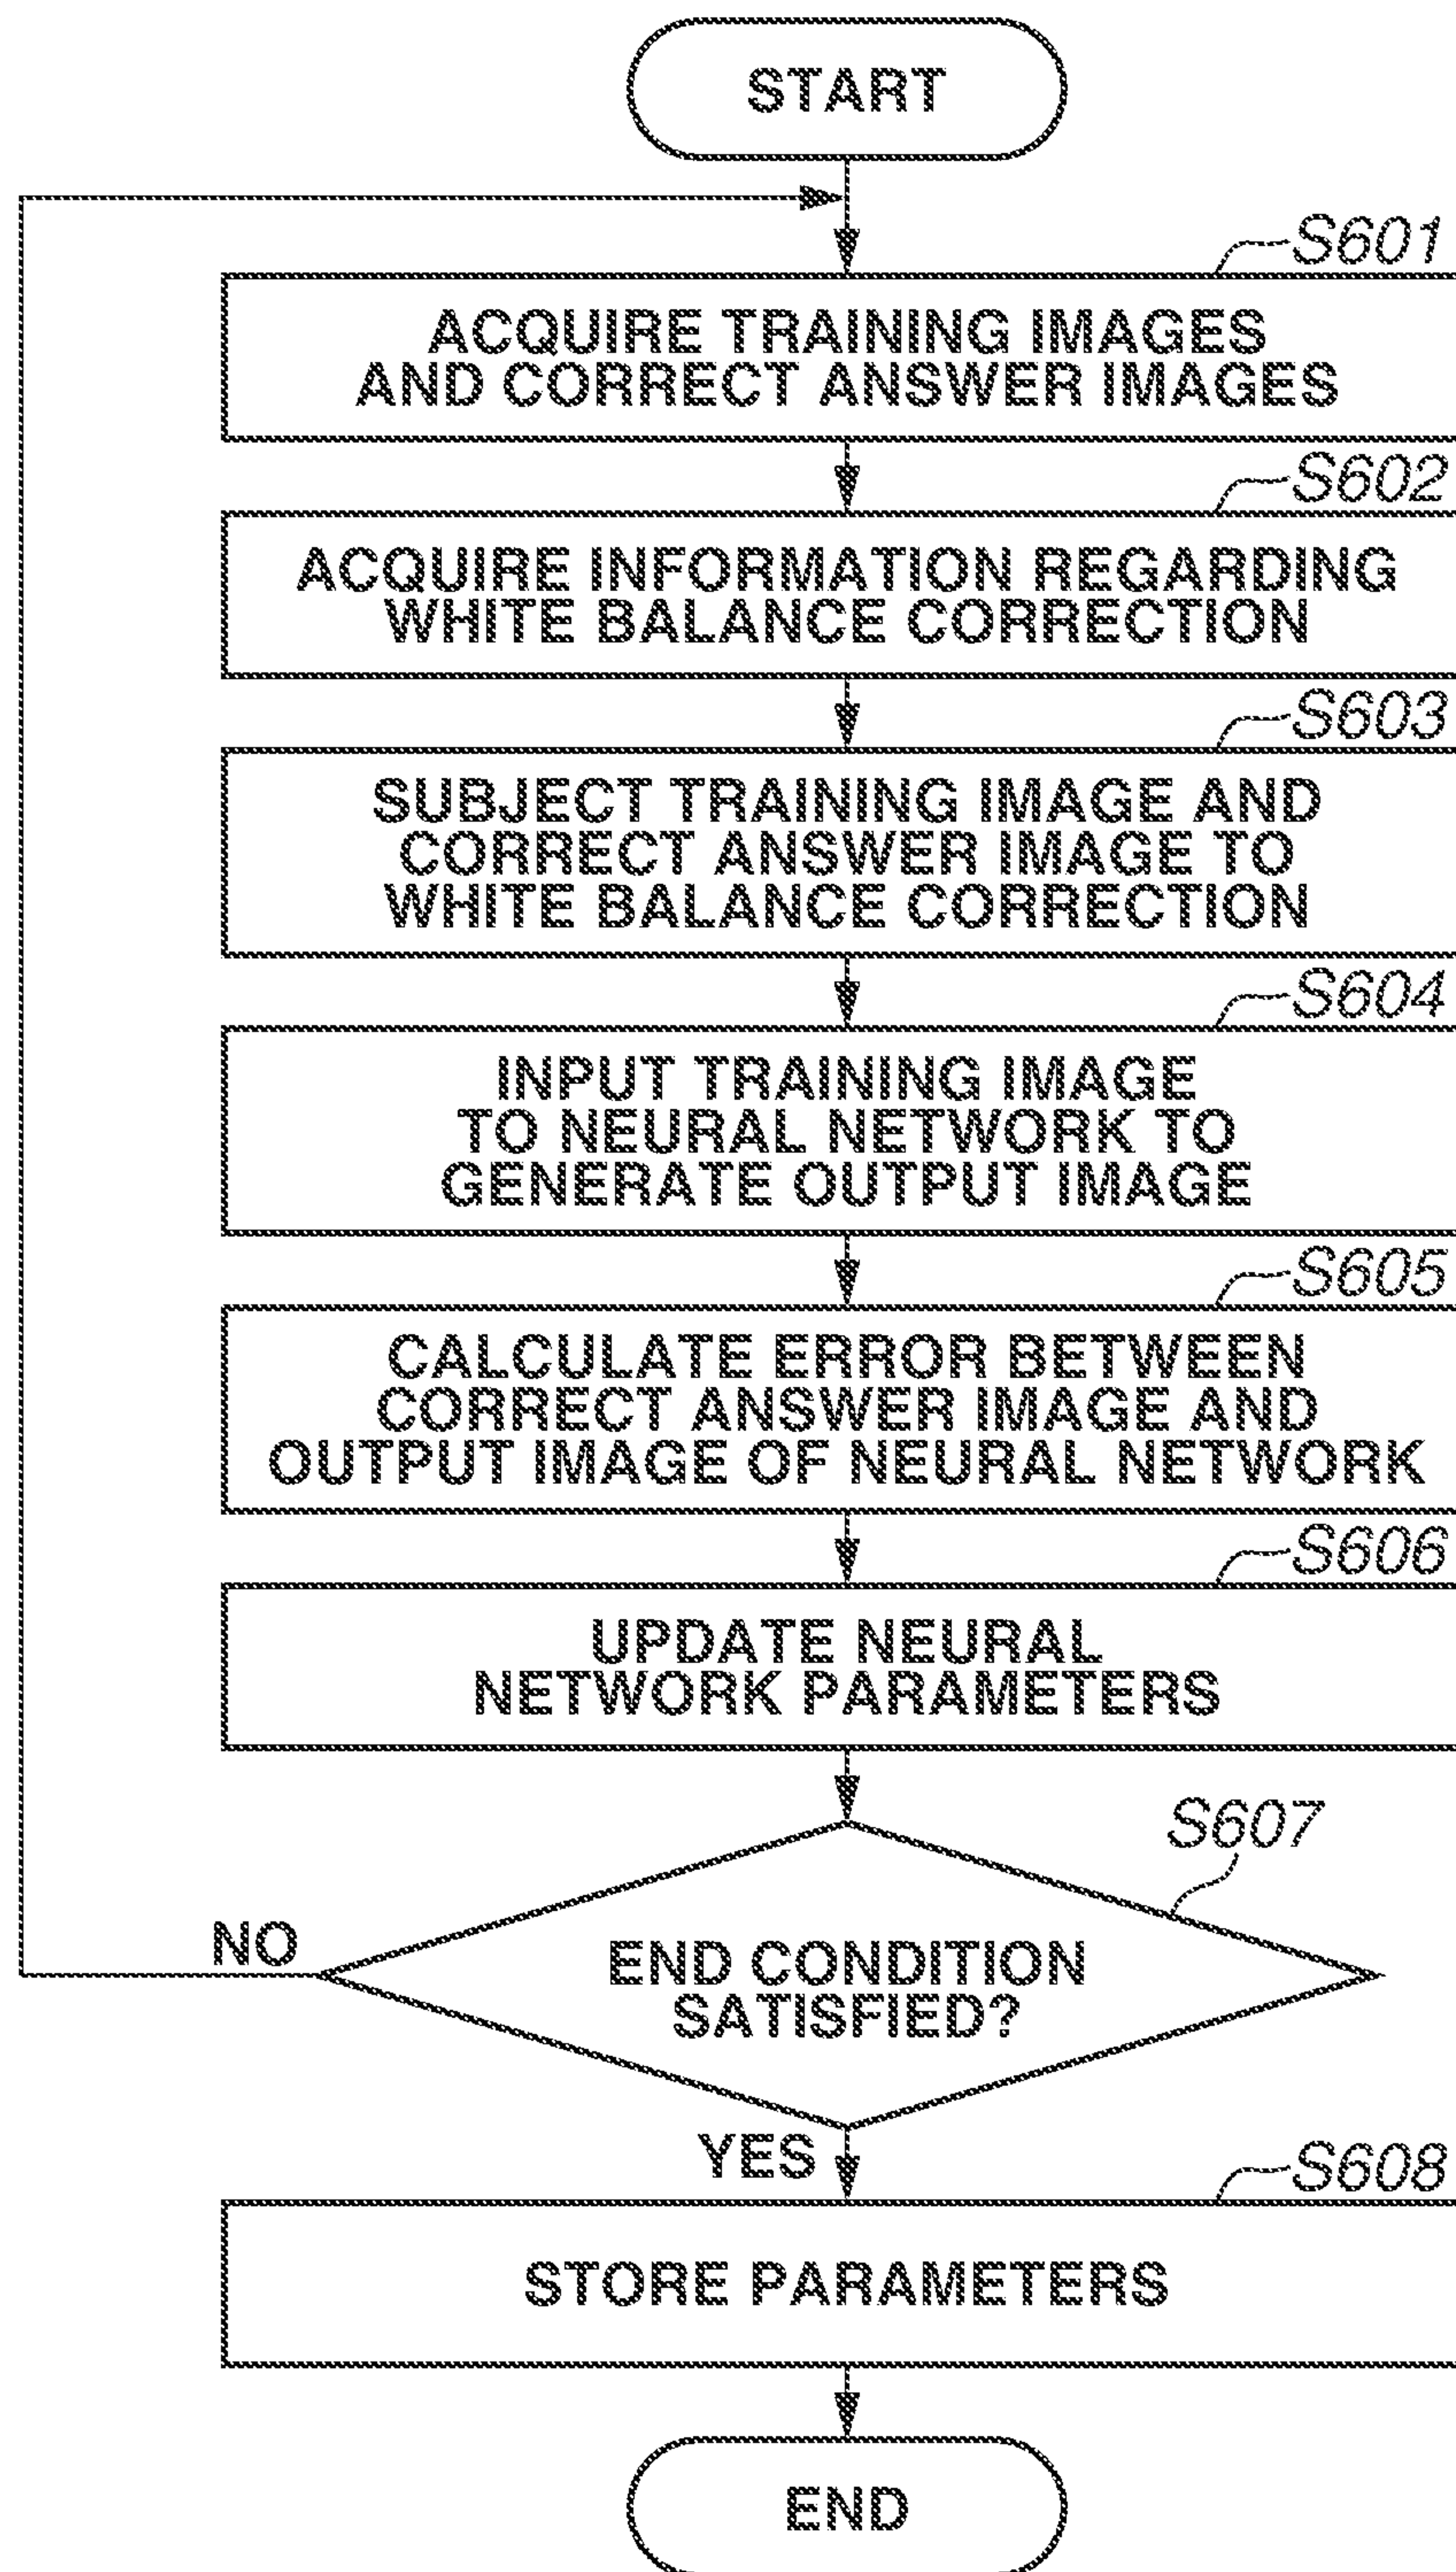 START
S601
ACQUIRE TRAINING IMAGES
AND CORRECT ANSWER IMAGES
S602
ACQUIRE INFORMATION REGARDING
WHITE BALANCE CORRECTION
S603
SUBJECT TRAINING IMAGE AND
CORRECT ANSWER IMAGE TO
WHITE BALANCE CORRECTION
S604
INPUT TRAINING IMAGE
TO NEURAL NETWORK TO
GENERATE OUTPUT IMAGE
S605
CALCULATE ERROR BETWEEN
CORRECT ANSWER IMAGE AND
OUTPUT IMAGE OF NEURAL NETWORK
S606
UPDATE NEURAL
NETWORK PARAMETERS
S607
NO
END CONDITION
SATISFIED?
YES
S608
STORE PARAMETERS
END